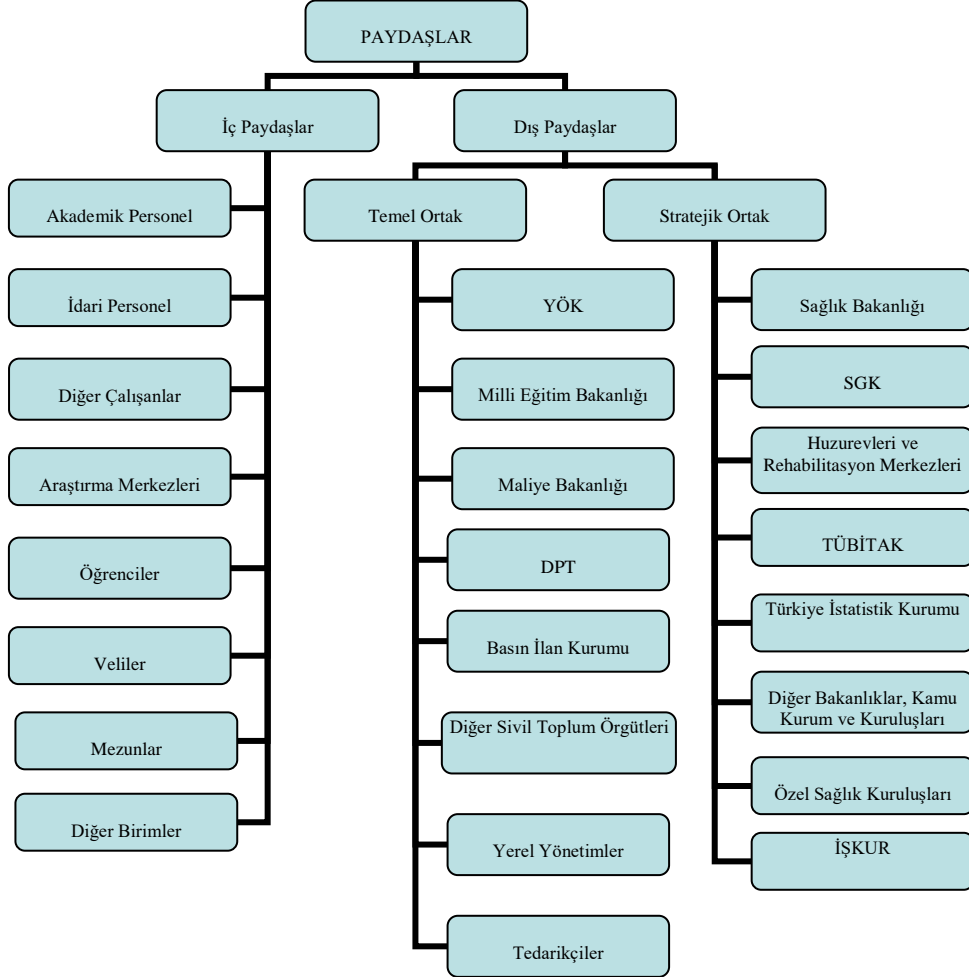 PAYDAŞLAR
İç Paydaşlar
Dış Paydaşlar
Akademik Personel
İdari Personel
Diğer Çalışanlar
Araştırma Merkezleri
Öğrenciler
Veliler
Mezunlar
Diğer Birimler
Temel Ortak
YÖK
Milli Eğitim Bakanlığı
Maliye Bakanlığı
DPT
Basın İlan Kurumu
Diğer Sivil Toplum Örgütleri
Yerel Yönetimler
Tedarikçiler
Stratejik Ortak
Sağlık Bakanlığı
SGK
Huzurevleri ve
Rehabilitasyon Merkezleri
TÜBİTAK
Türkiye İstatistik Kurumu
Diğer Bakanlıklar, Kamu
Kurum ve Kuruluşları
Özel Sağlık Kuruluşları
İŞKUR